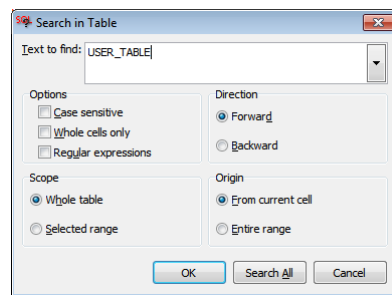 SQL
Search in Table
Text to find: USER_TABLE
Options
Case sensitive
Whole cells only
Regular expressions
Direction
Forward
Backward
Scope
Whole table
Selected range
Origin
From current cell
Entire range
OK Search All Cancel